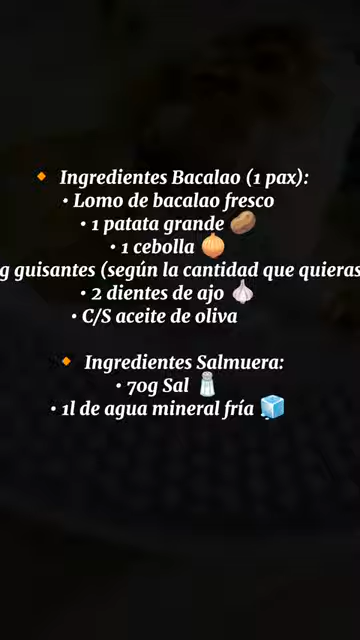 🔸 Ingredientes Bacalao (1 pax):
• Lomo de bacalao fresco
• 1 patata grande 🥔
• 1 cebolla 🧅
g guisantes (según la cantidad que quieras
• 2 dientes de ajo 🧄
• C/S aceite de oliva
🔸 Ingredientes Salmuera:
• 70g Sal 🧂
• 1l de agua mineral fría 🧊